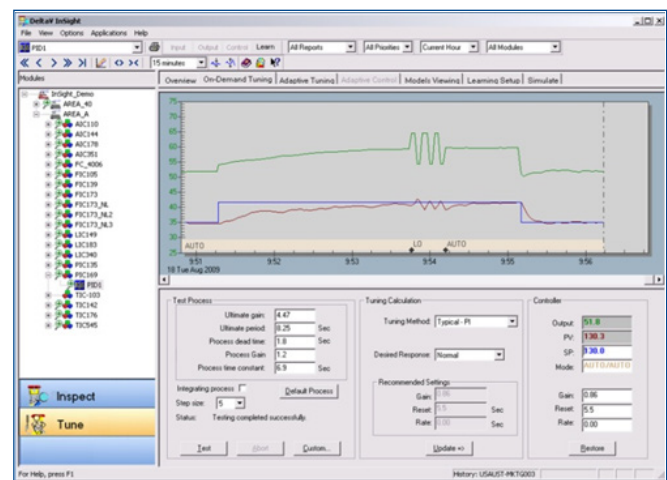 DeltaV InSight
File View Options Applications Help
PID1 Input Output Control Learn All Reports All Priorities Current Hour All Modules
15 minutes
Modules
Overview On-Demand Tuning Adaptive Tuning Adaptive Control Models Viewing Learning Setup Simulate
InSight_Demo
AREA_40
AREA_A
AIC110
AIC144
AIC178
AIC351
FC_4006
FIC105
FIC139
FIC173
FIC173_NL
FIC173_NL2
FIC173_NL3
LIC149
LIC183
LIC340
PIC135
PIC169
PID1
TIC-103
TIC142
TIC176
TIC545
75
70
65
60
55
50
45
40
35
30
25
AUTO LO AUTO
9:51 9:52 9:53 9:54 9:55 9:56
18 Tue Aug 2009
Test Process
Ultimate gain: 4.47
Ultimate period: 8.25 Sec
Process dead time: 1.8 Sec
Process Gain: 1.2
Process time constant: 6.9 Sec
Integrating process Default Process
Step size: 5
Status: Testing completed successfully.
Test Abort Custom...
Tuning Calculation
Tuning Method: Typical - PI
Desired Response: Normal
Recommended Settings
Gain: 0.86
Reset: 5.5 Sec
Rate: 0.00 Sec
Update =>
Controller
Output: 51.8
PV: 138.3
SP: 138.0
Mode: AUTO/AUTO
Gain: 0.86
Reset: 5.5
Rate: 0.00
Restore
Inspect
Tune
For Help, press F1
History: USAUST-MKTG003